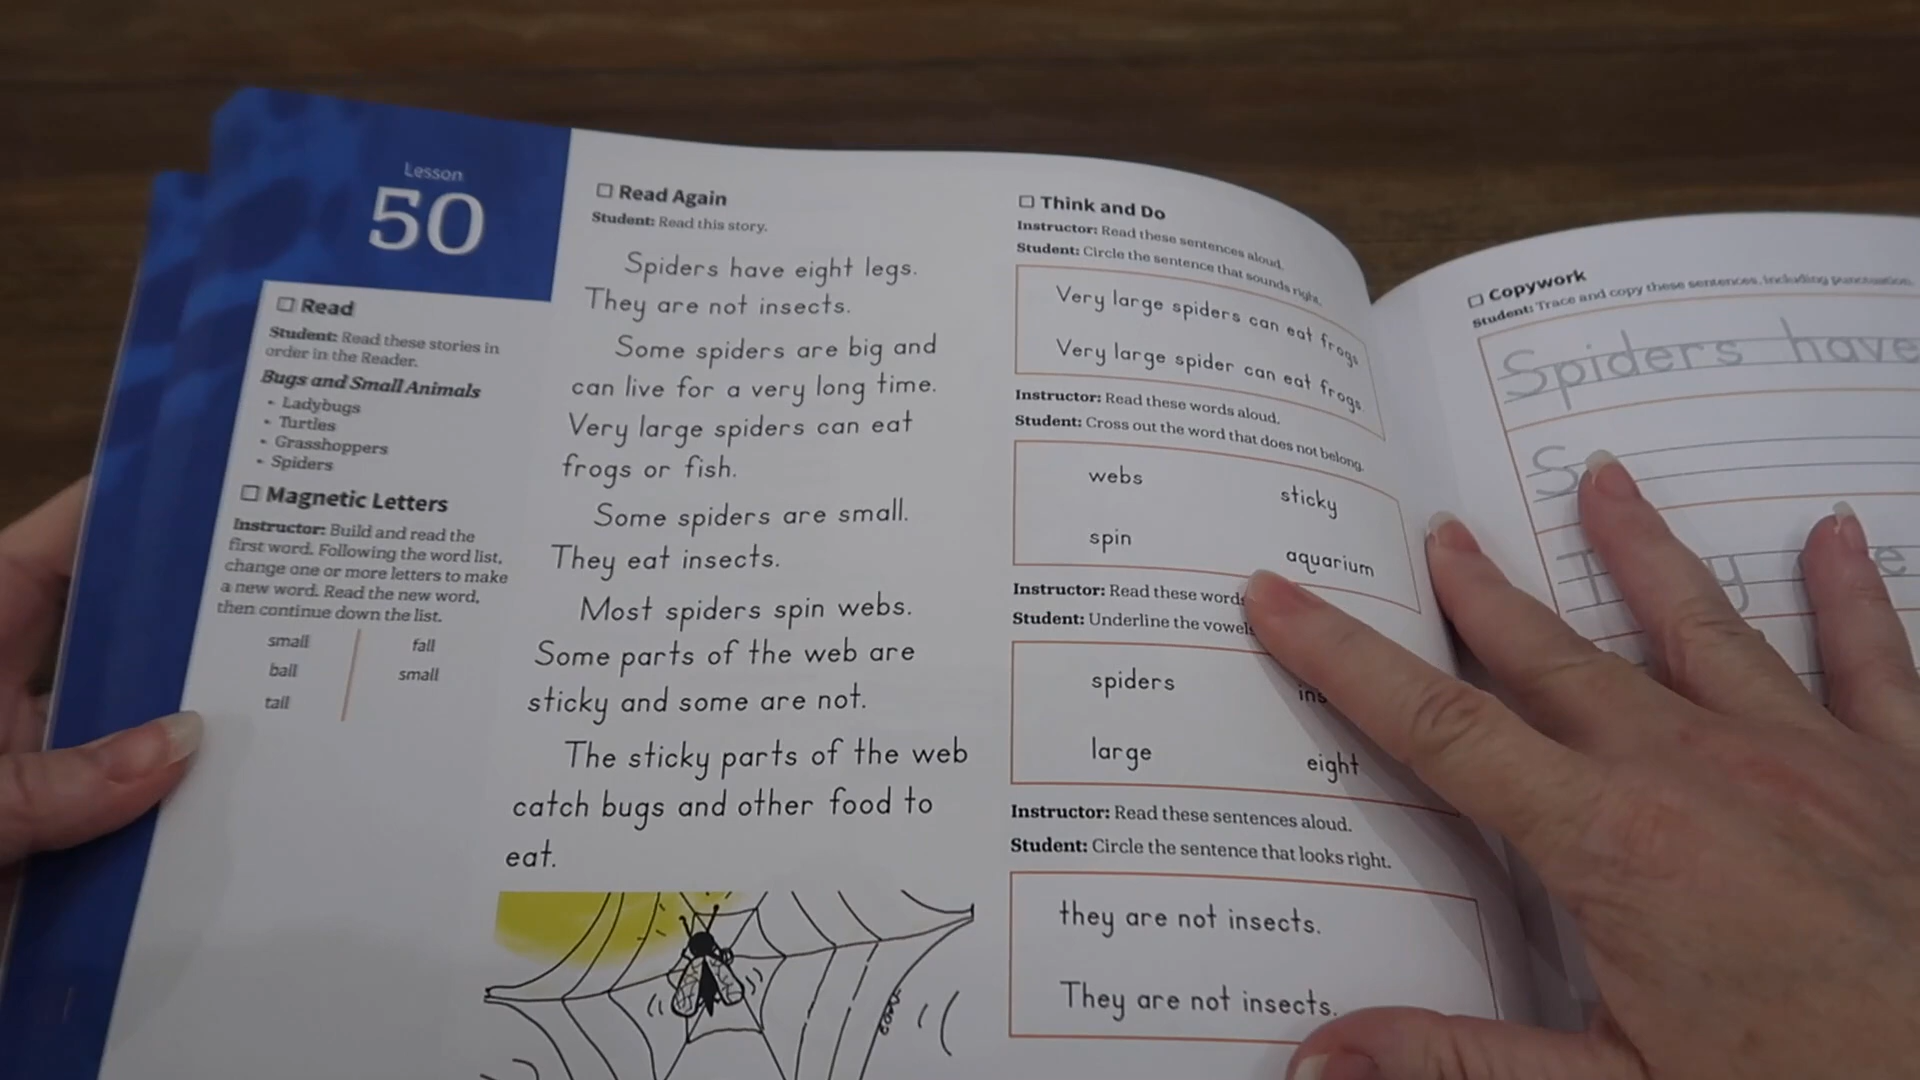 Lesson
50
☐ Read
Student: Read these stories in
order in the Reader.
Bugs and Small Animals
• Ladybugs
• Turtles
• Grasshoppers
• Spiders
☐ Magnetic Letters
Instructor: Build and read the
first word. Following the word list,
change one or more letters to make
a new word. Read the new word,
then continue down the list.
small
ball
tall
fall
small
☐ Read Again
Student: Read this story.
Spiders have eight legs.
They are not insects.
Some spiders are big and
can live for a very long time.
Very large spiders can eat
frogs or fish.
Some spiders are small.
They eat insects.
Most spiders spin webs.
Some parts of the web are
sticky and some are not.
The sticky parts of the web
catch bugs and other food to
eat.
☐ Think and Do
Instructor: Read these sentences aloud.
Student: Circle the sentence that sounds right.
Very large spiders can eat frogs.
Very large spider can eat frogs.
Instructor: Read these words aloud.
Student: Cross out the word that does not belong.
webs sticky
spin aquarium
Instructor: Read these words
Student: Underline the vowels
spiders ins
large eight
Instructor: Read these sentences aloud.
Student: Circle the sentence that looks right.
they are not insects.
They are not insects.
☐ Copywork
Student: Trace and copy these sentences, including punctuation.
Spiders have
S